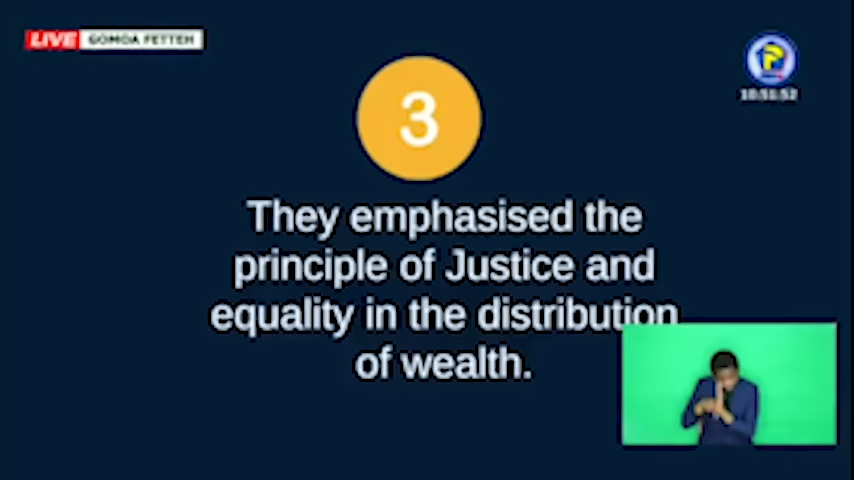 LIVE GOMOA FETTEH
10:51:52
3
They emphasised the
principle of Justice and
equality in the distribution
of wealth.